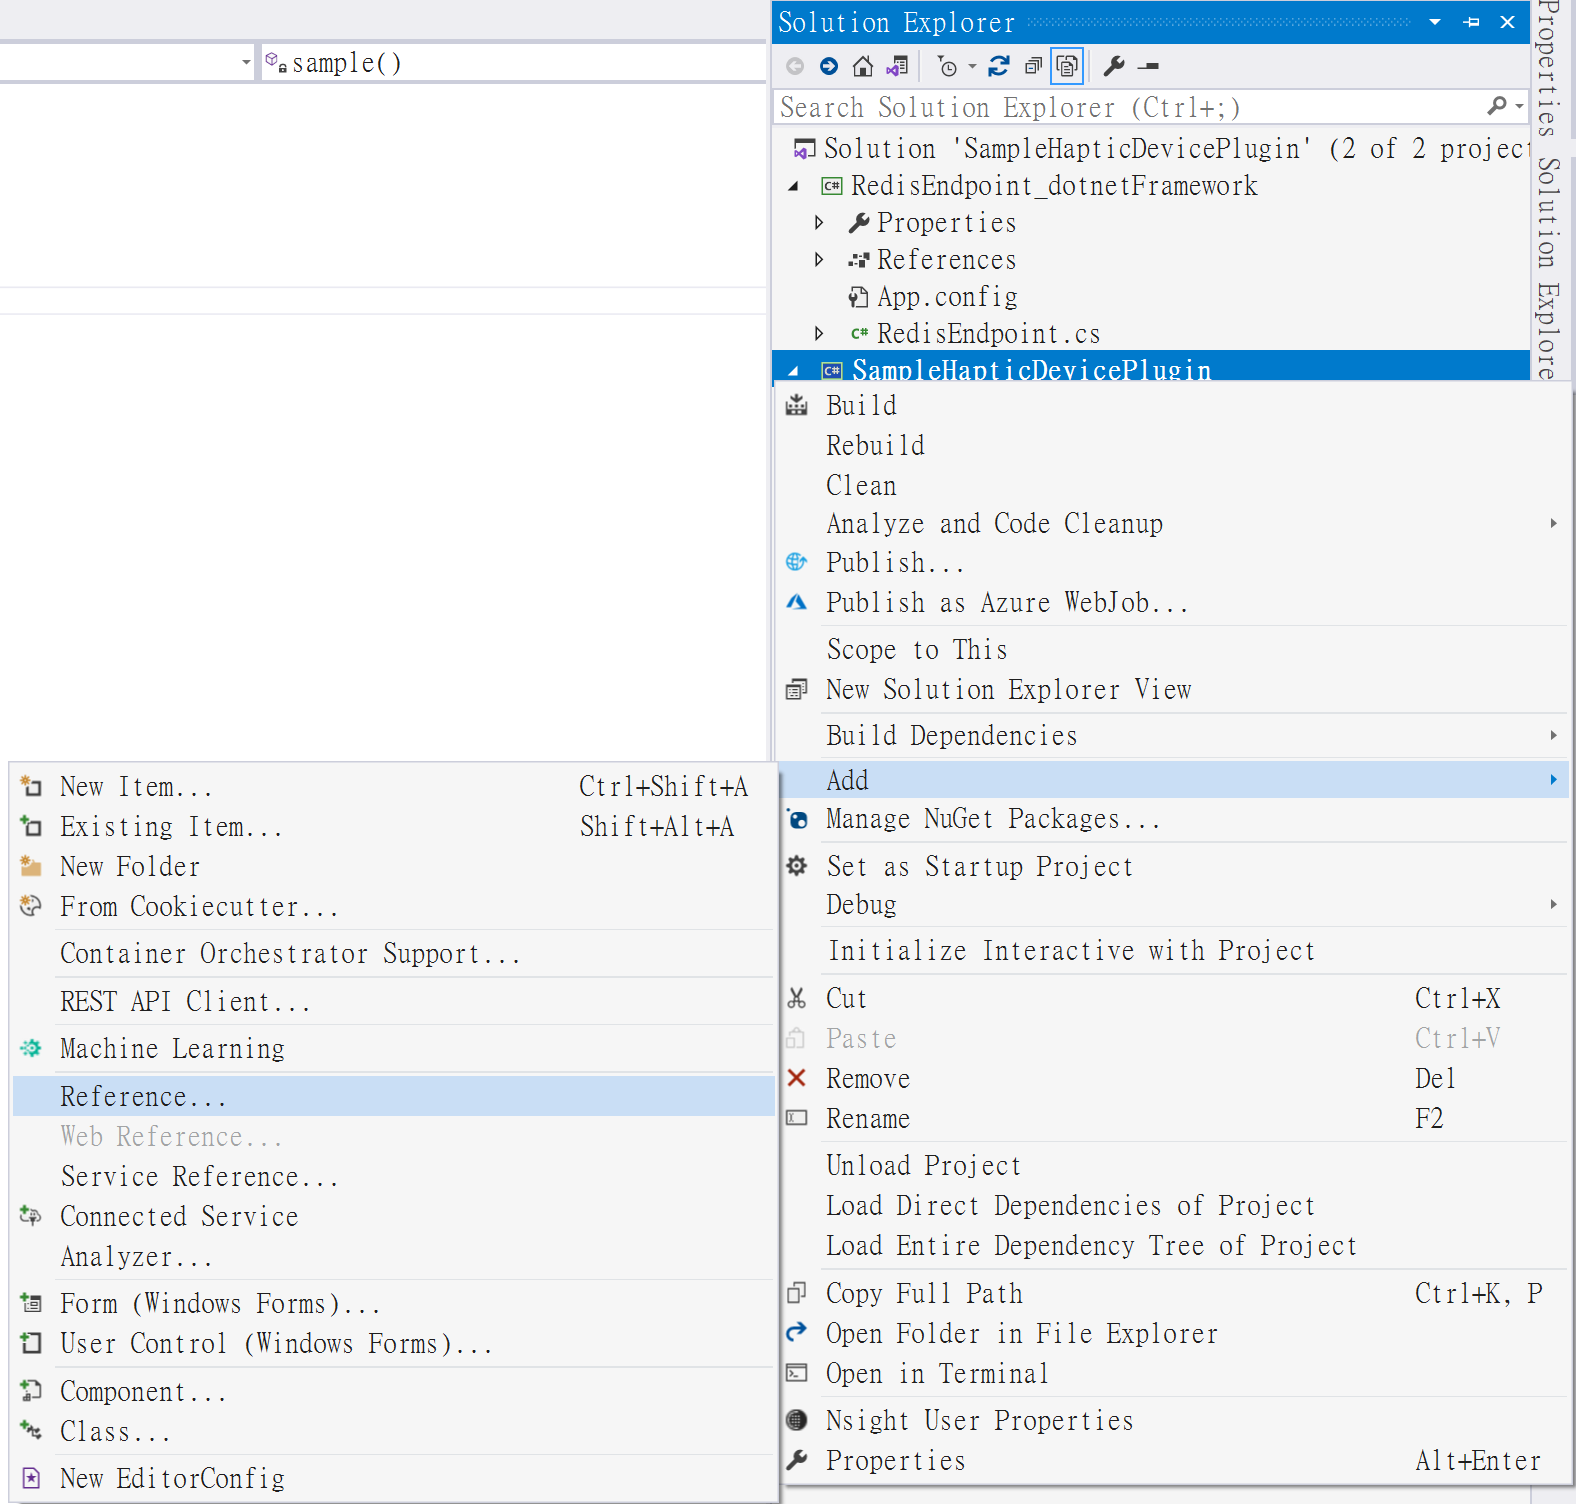 Solution Explorer
sample()
Search Solution Explorer (Ctrl+;)
Solution 'SampleHapticDevicePlugin' (2 of 2 project
RedisEndpoint_dotnetFramework
Properties
References
App.config
RedisEndpoint.cs
SampleHapticDevicePlugin
Properties
Solution Explore
Build
Rebuild
Clean
Analyze and Code Cleanup
Publish...
Publish as Azure WebJob...
Scope to This
New Solution Explorer View
Build Dependencies
Add
Manage NuGet Packages...
Set as Startup Project
Debug
Initialize Interactive with Project
Cut Ctrl+X
Paste Ctrl+V
Remove Del
Rename F2
Unload Project
Load Direct Dependencies of Project
Load Entire Dependency Tree of Project
Copy Full Path Ctrl+K, P
Open Folder in File Explorer
Open in Terminal
Nsight User Properties
Properties Alt+Enter
New Item... Ctrl+Shift+A
Existing Item... Shift+Alt+A
New Folder
From Cookiecutter...
Container Orchestrator Support...
REST API Client...
Machine Learning
Reference...
Web Reference...
Service Reference...
Connected Service
Analyzer...
Form (Windows Forms)...
User Control (Windows Forms)...
Component...
Class...
New EditorConfig